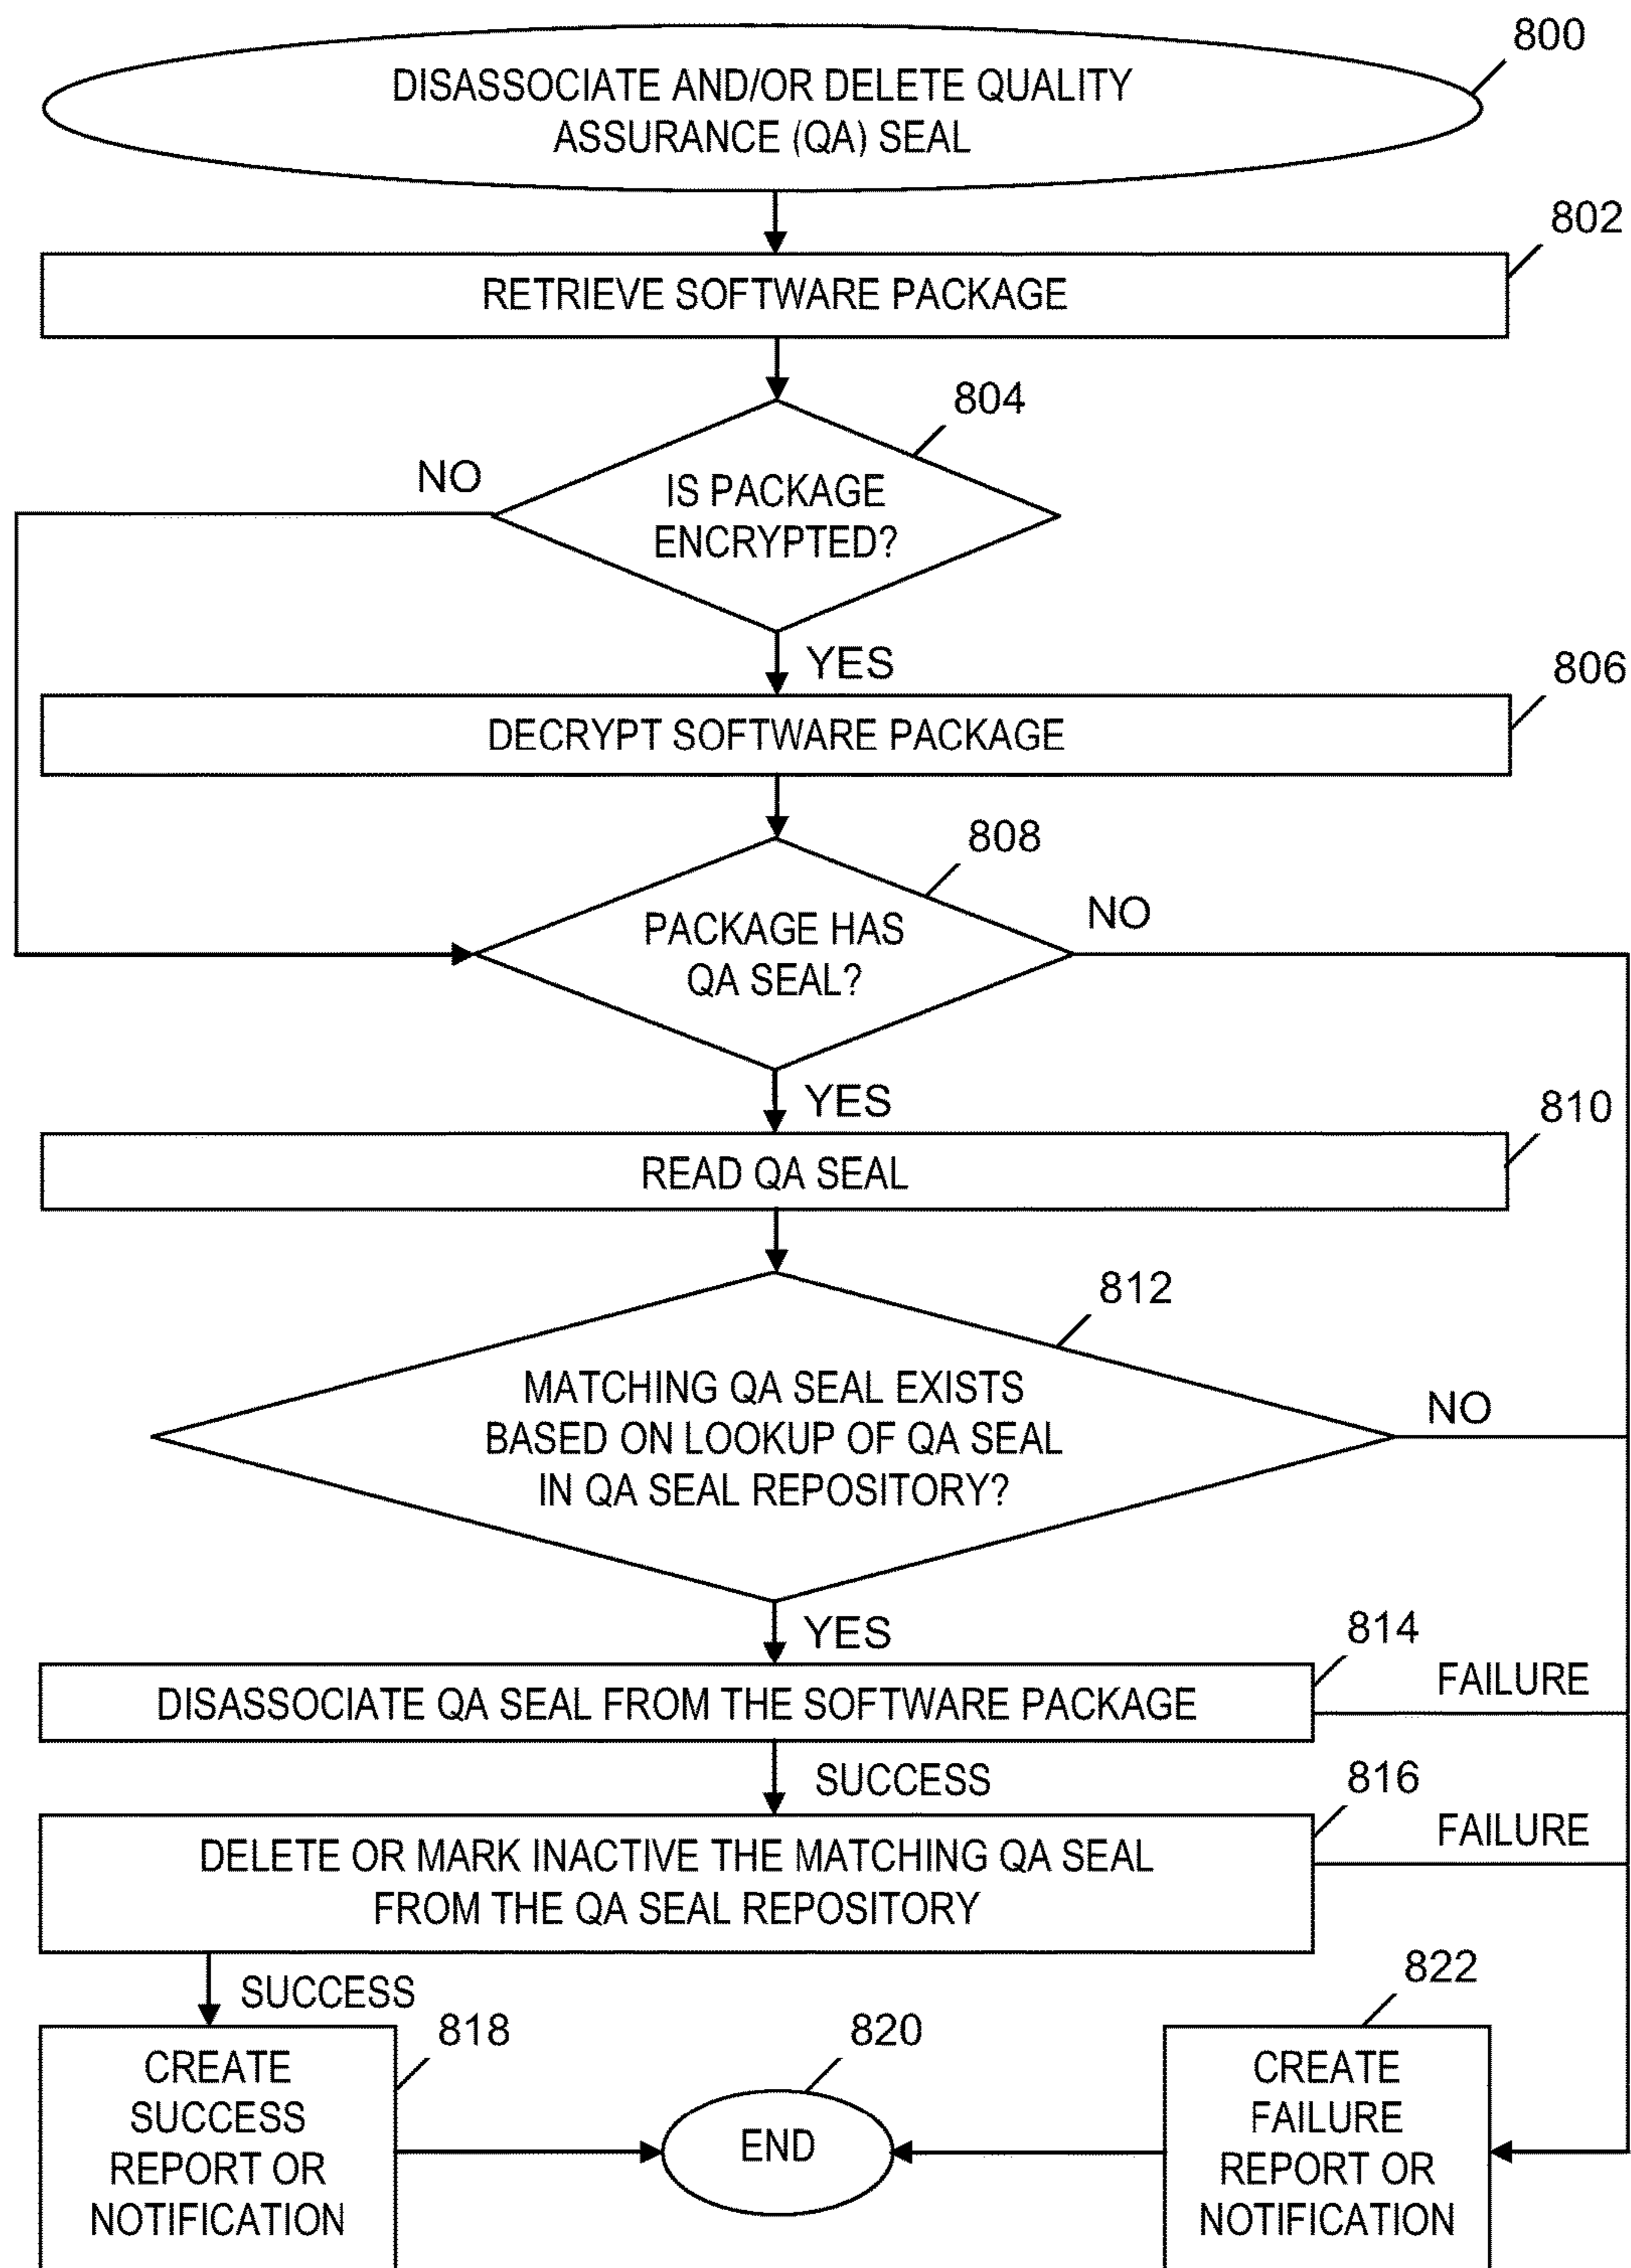 800
DISASSOCIATE AND/OR DELETE QUALITY
ASSURANCE (QA) SEAL
802
RETRIEVE SOFTWARE PACKAGE
804
NO
IS PACKAGE
ENCRYPTED?
YES
806
DECRYPT SOFTWARE PACKAGE
808
NO
PACKAGE HAS
QA SEAL?
YES
810
READ QA SEAL
812
MATCHING QA SEAL EXISTS
BASED ON LOOKUP OF QA SEAL
IN QA SEAL REPOSITORY?
NO
YES
814
FAILURE
DISASSOCIATE QA SEAL FROM THE SOFTWARE PACKAGE
SUCCESS
816
FAILURE
DELETE OR MARK INACTIVE THE MATCHING QA SEAL
FROM THE QA SEAL REPOSITORY
SUCCESS
818
CREATE
SUCCESS
REPORT OR
NOTIFICATION
820
END
822
CREATE
FAILURE
REPORT OR
NOTIFICATION